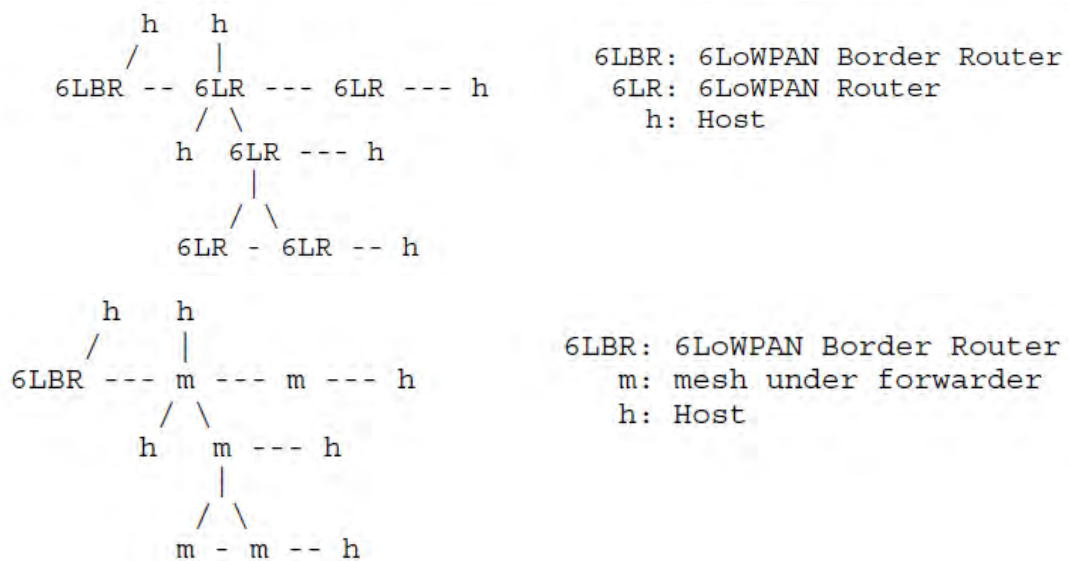 h    h
     /     |
6LBR -- 6LR --- 6LR --- h
       / \
      h  6LR --- h
          |
         / \
      6LR - 6LR -- h
6LBR: 6LoWPAN Border Router
6LR: 6LoWPAN Router
h: Host
     h    h
    /     |
6LBR --- m --- m --- h
        / \
       h   m --- h
           |
          / \
         m - m -- h
6LBR: 6LoWPAN Border Router
m: mesh under forwarder
h: Host